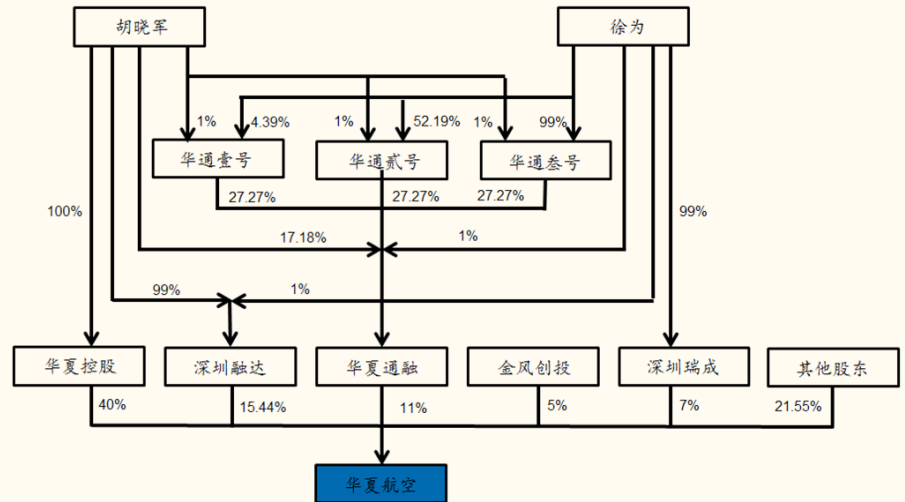 胡晓军
徐为
1%
4.39%
1%
52.19%
1%
99%
华通壹号
华通贰号
华通叁号
27.27%
27.27%
27.27%
100%
99%
17.18%
1%
99%
1%
华夏控股
深圳融达
华夏通融
金风创投
深圳瑞成
其他股东
40%
15.44%
11%
5%
7%
21.55%
华夏航空